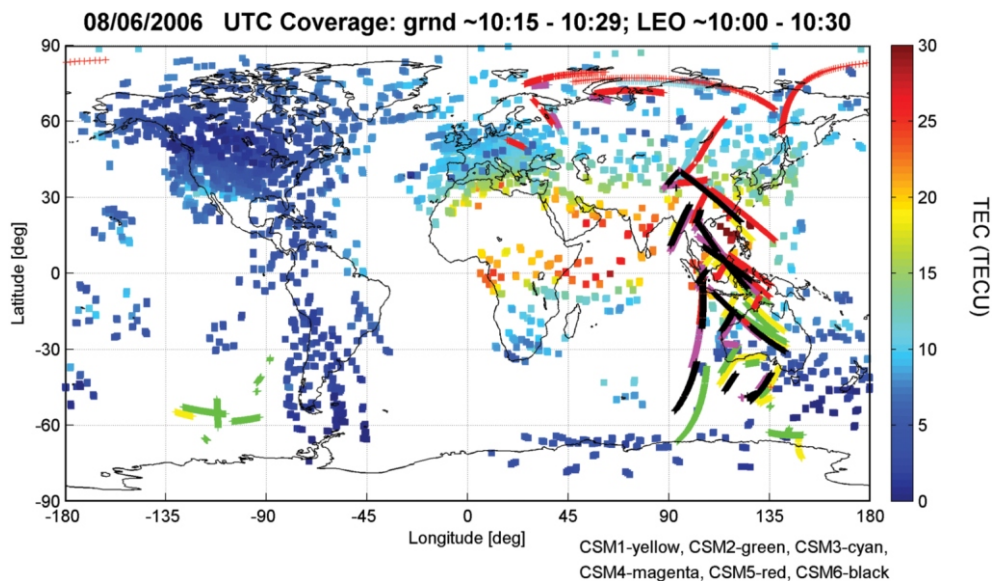 08/06/2006 UTC Coverage: grnd ~10:15 - 10:29; LEO ~10:00 - 10:30
90
60
30
0
-30
-60
-90
Latitude [deg]
-180 -135 -90 -45 0 45 90 135 180
Longitude [deg]
30
25
20
15
10
5
0
TEC (TECU)
CSM1-yellow, CSM2-green, CSM3-cyan,
CSM4-magenta, CSM5-red, CSM6-black